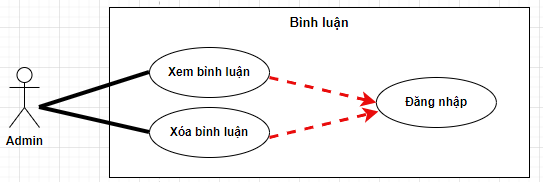 Bình luận
Xem bình luận
Đăng nhập
Xóa bình luận
Admin